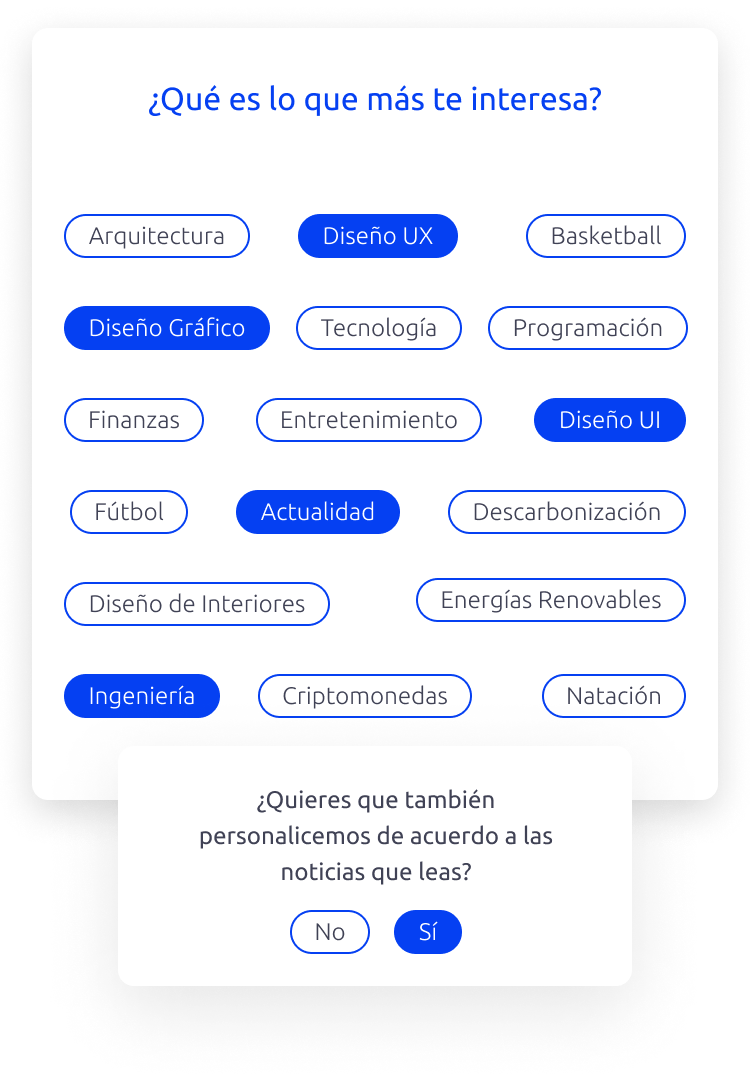 ¿Qué es lo que más te interesa?
Arquitectura Diseño UX Basketball
Diseño Gráfico Tecnología Programación
Finanzas Entretenimiento Diseño UI
Fútbol Actualidad Descarbonización
Diseño de Interiores Energías Renovables
Ingeniería Criptomonedas Natación
¿Quieres que también
personalicemos de acuerdo a las
noticias que leas?
No Sí